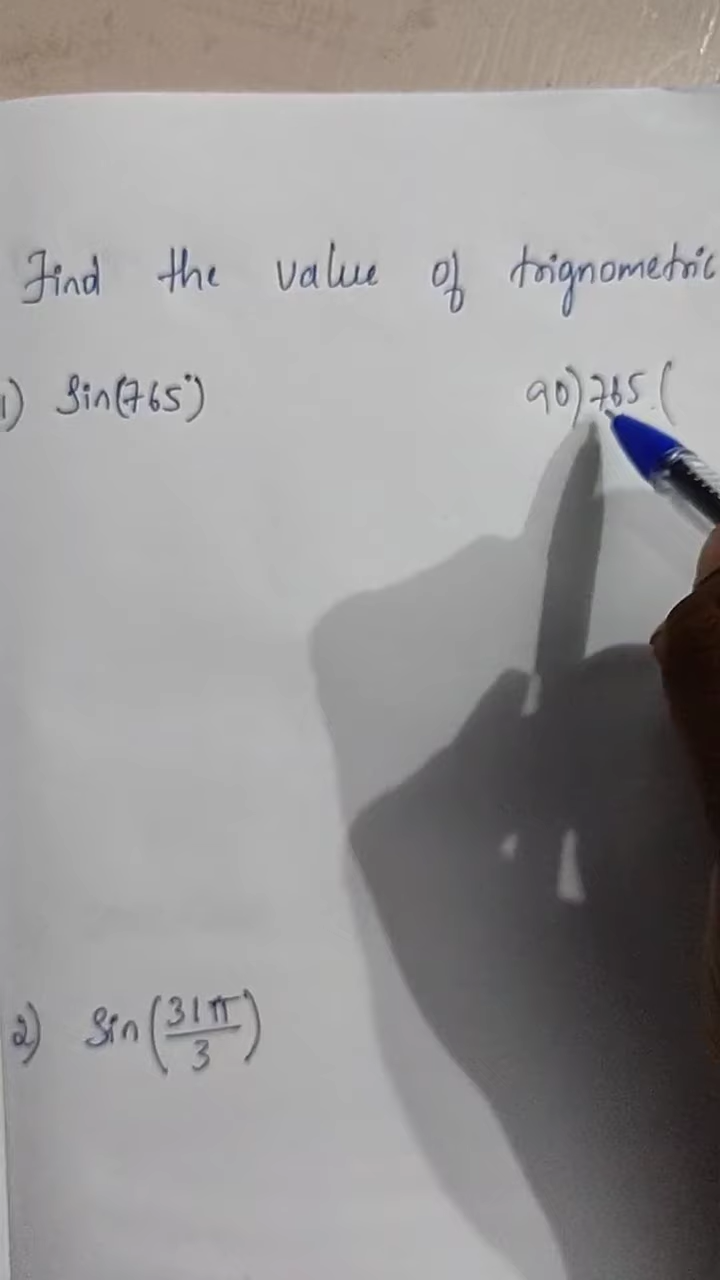 Find the value of trignometric
1) Sin(765°) 90)765(
2) Sin(31π/3)